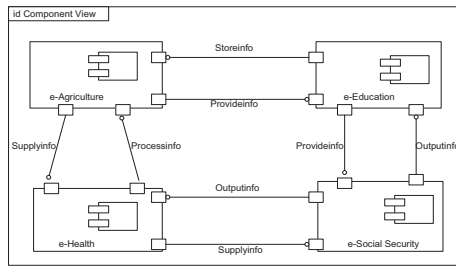 id Component View
Storeinfo
e-Agriculture
e-Education
Provideinfo
Supplyinfo
Processinfo
Provideinfo
Outputinfo
Outputinfo
e-Health
e-Social Security
Supplyinfo